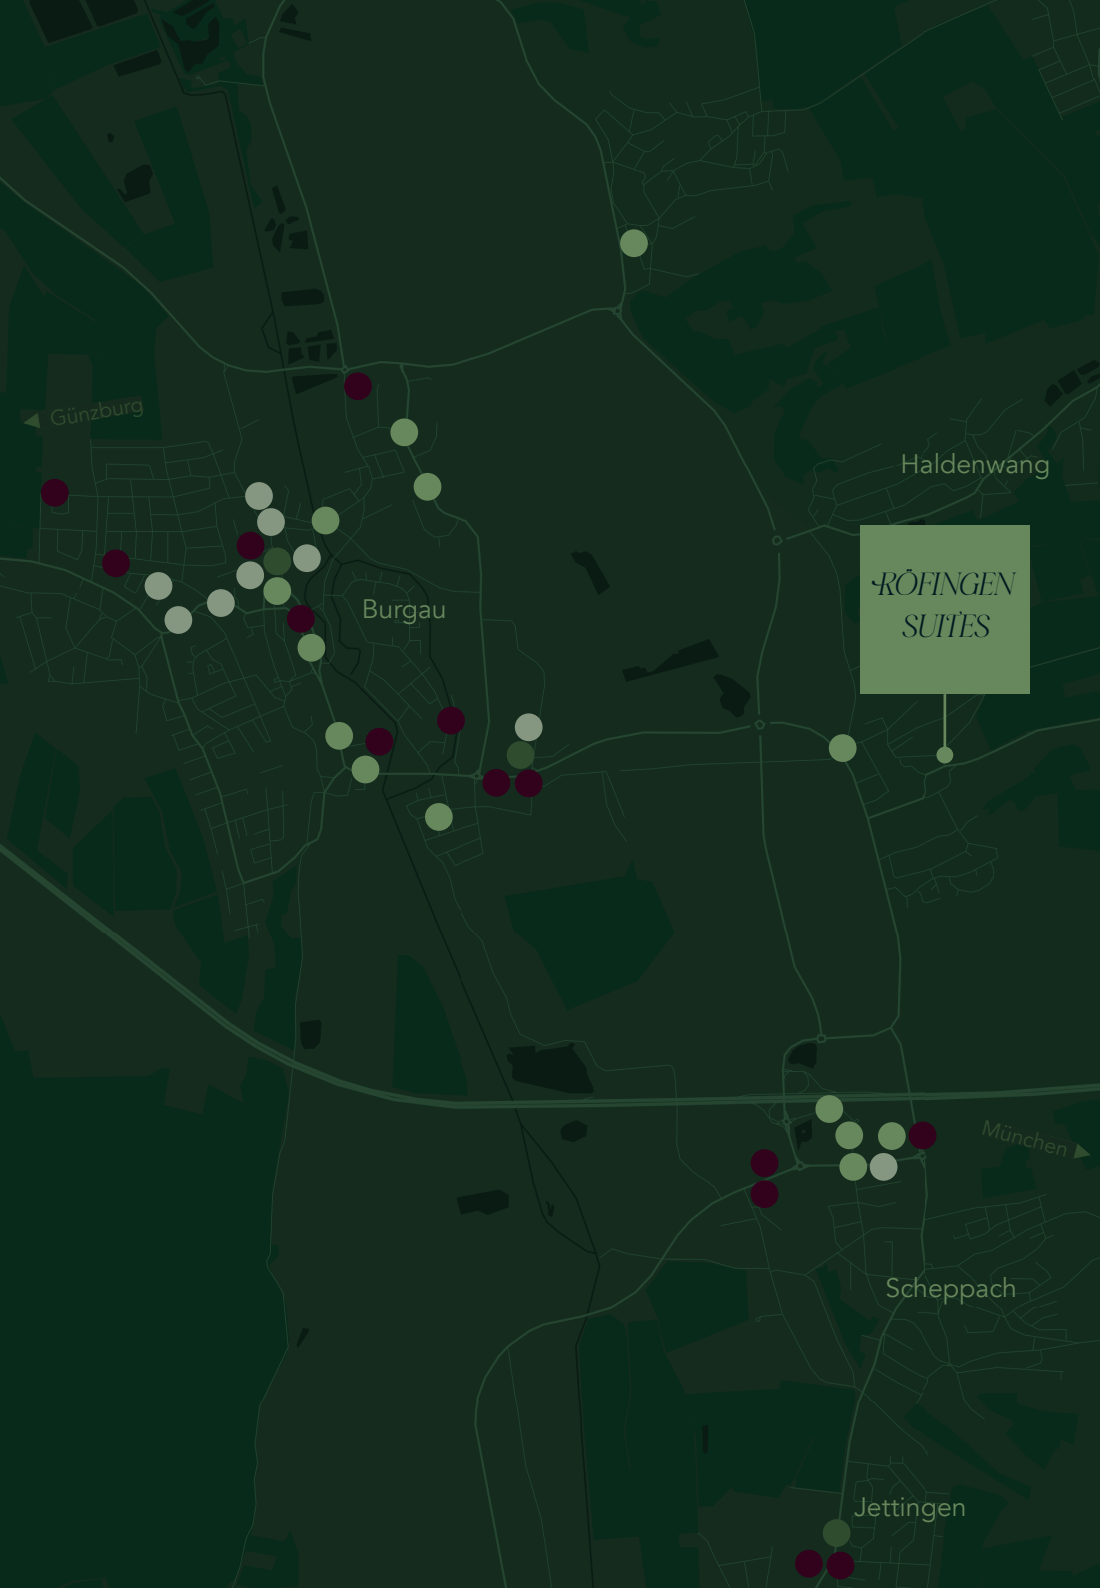 Günzburg
Haldenwang
RÖFINGEN
SUITES
Burgau
München
Scheppach
Jettingen